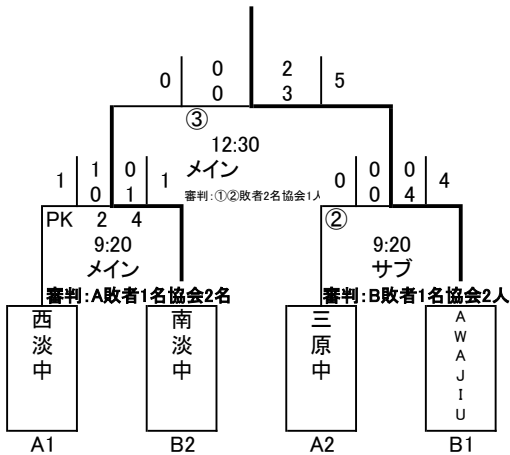 0 0 2 5
0 3
③
12:30
メイン
審判:①②敗者2名協会1人
1 1 0 1
0 1
PK 2 4
9:20
メイン
審判:A敗者1名協会2名
0 0 0 4
0 4
②
9:20
サブ
審判:B敗者1名協会2人
西淡中
南淡中
三原中
AWAJIU
A1 B2 A2 B1